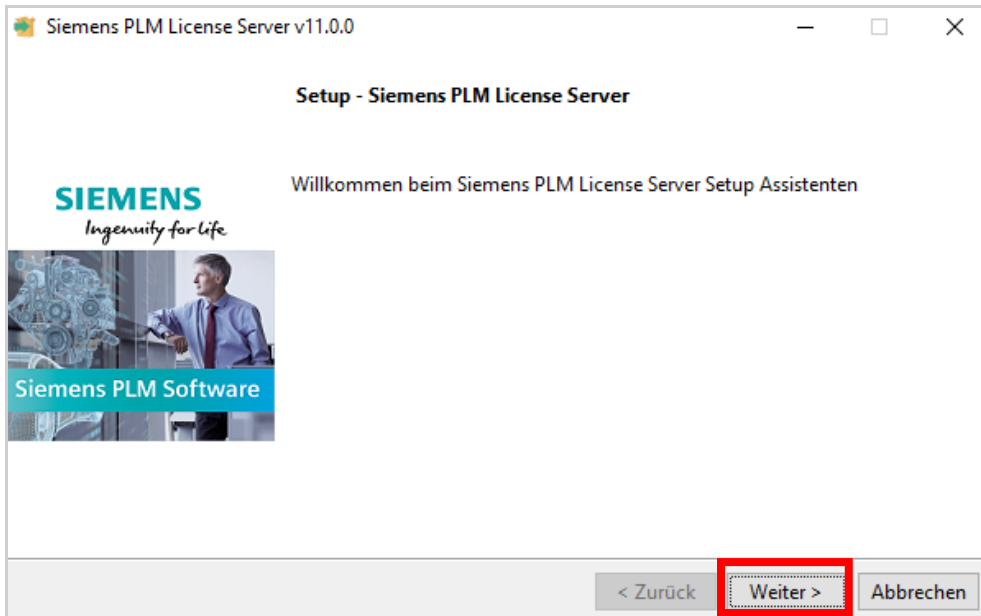 Siemens PLM License Server v11.0.0
Setup - Siemens PLM License Server
Willkommen beim Siemens PLM License Server Setup Assistenten
SIEMENS
Ingenuity for life
Siemens PLM Software
< Zurück
Weiter >
Abbrechen